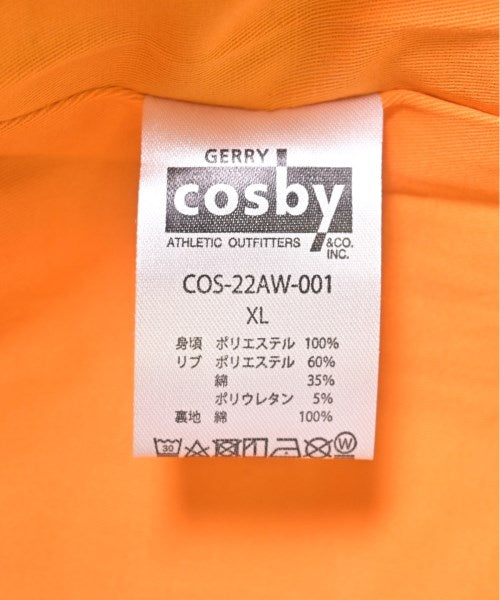 GERRY
cosby
ATHLETIC OUTFITTERS &CO. INC.
COS-22AW-001
XL
身頃 ポリエステル 100%
リブ ポリエステル 60%
綿 35%
ポリウレタン 5%
裏地 綿 100%
30 W